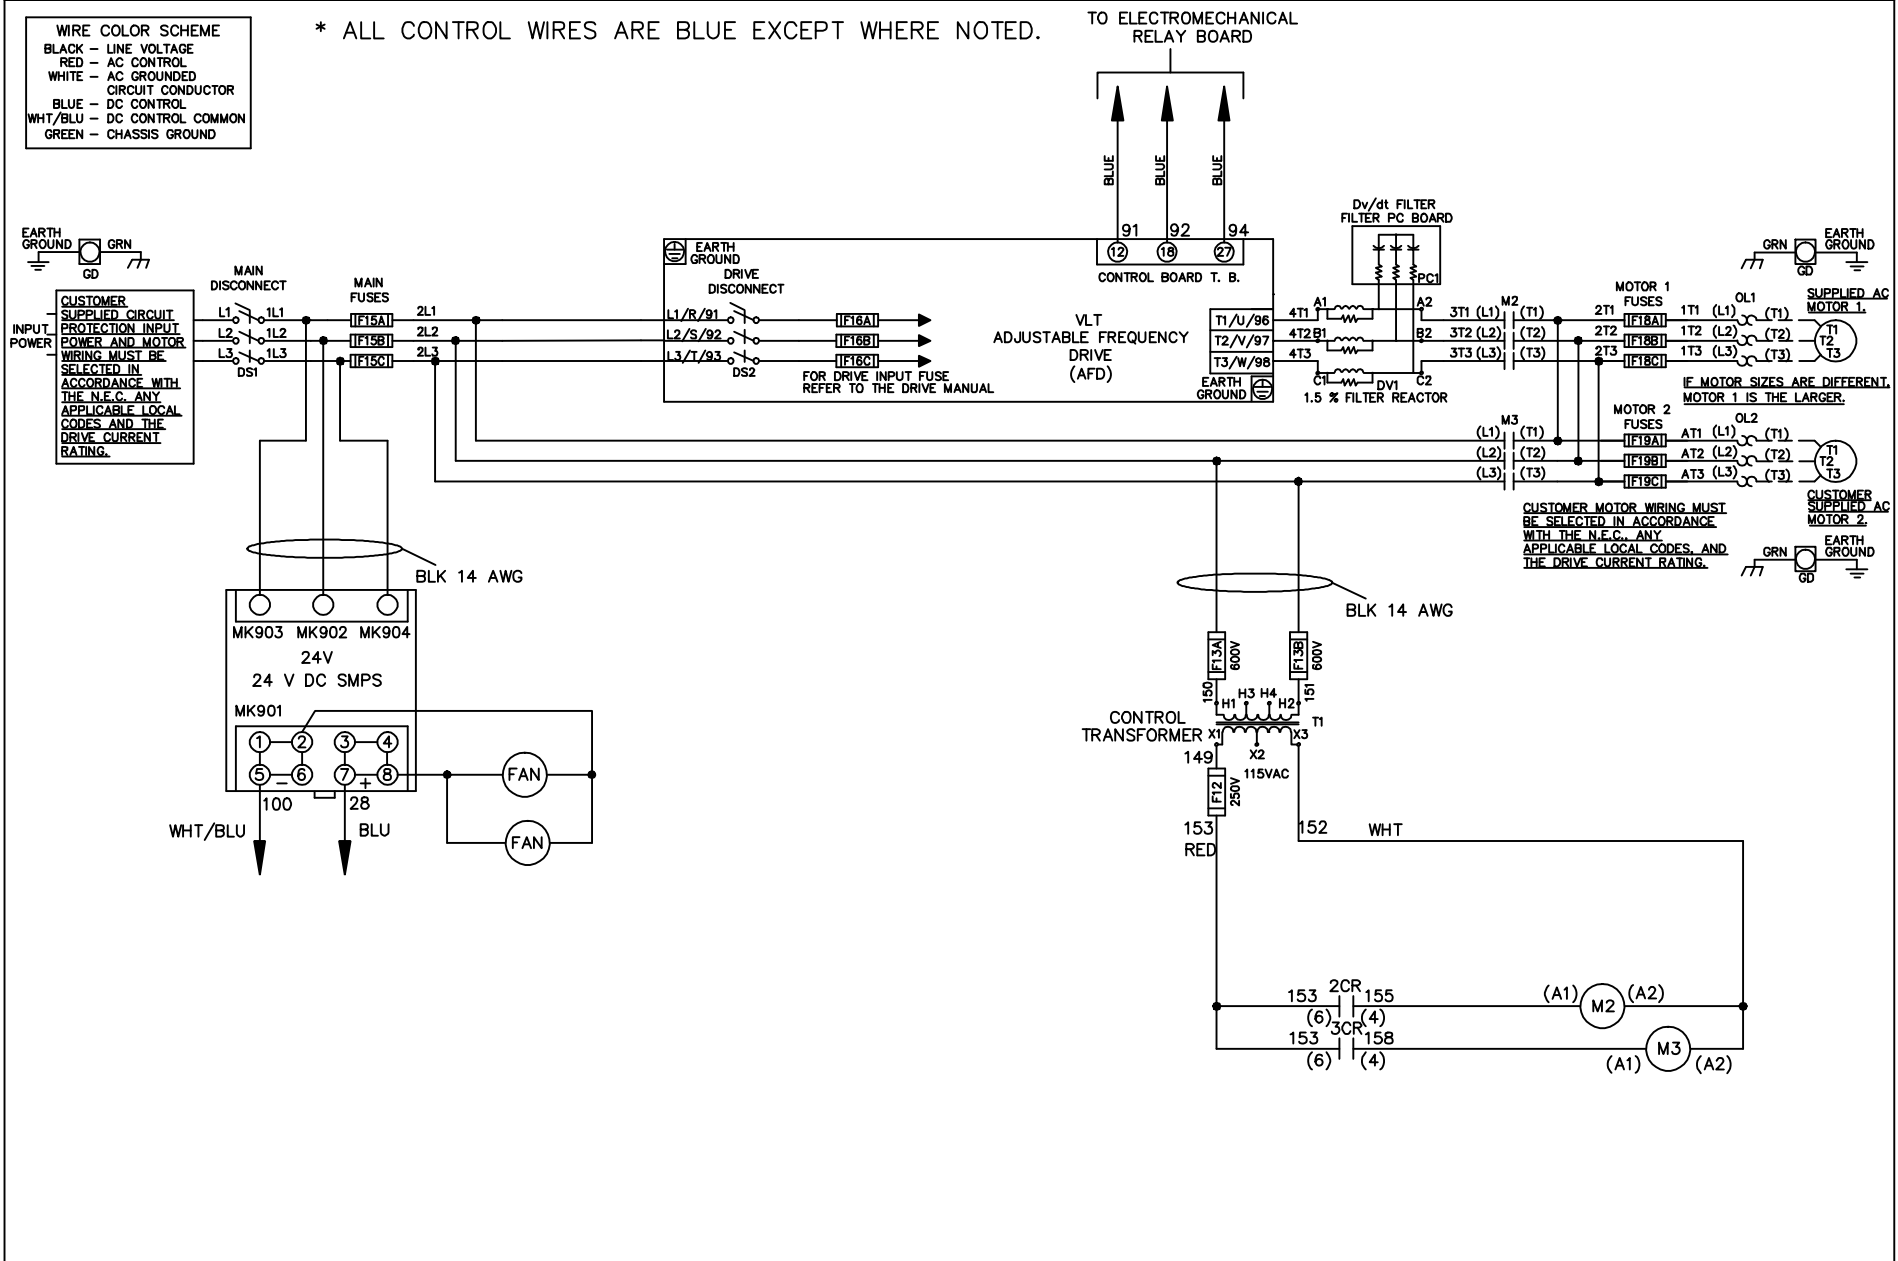 WIRE COLOR SCHEME
BLACK – LINE VOLTAGE
RED – AC CONTROL
WHITE – AC GROUNDED
CIRCUIT CONDUCTOR
BLUE – DC CONTROL
WHT/BLU – DC CONTROL COMMON
GREEN – CHASSIS GROUND
* ALL CONTROL WIRES ARE BLUE EXCEPT WHERE NOTED.
TO ELECTROMECHANICAL
RELAY BOARD
BLUE
BLUE
BLUE
91
92
94
12
18
27
CONTROL BOARD T. B.
EARTH
GROUND
GRN
GD
INPUT
POWER
CUSTOMER
SUPPLIED CIRCUIT
PROTECTION INPUT
POWER AND MOTOR
WIRING MUST BE
SELECTED IN
ACCORDANCE WITH
THE N.E.C. ANY
APPLICABLE LOCAL
CODES AND THE
DRIVE CURRENT
RATING.
MAIN
DISCONNECT
L1 1L1
L2 1L2
L3 1L3
DS1
MAIN
FUSES
F15A
F15B
F15C
2L1
2L2
2L3
EARTH
GROUND
DRIVE
DISCONNECT
L1/R/91
L2/S/92
L3/T/93
DS2
F16A
F16B
F16C
FOR DRIVE INPUT FUSE
REFER TO THE DRIVE MANUAL
VLT
ADJUSTABLE FREQUENCY
DRIVE
(AFD)
T1/U/96
T2/V/97
T3/W/98
EARTH
GROUND
Dv/dt FILTER
FILTER PC BOARD
PC1
4T1 A1 A2
4T2 B1 B2
4T3
C1 DV1 C2
1.5 % FILTER REACTOR
M2
3T1 (L1) (T1)
3T2 (L2) (T2)
3T3 (L3) (T3)
MOTOR 1
FUSES
2T1 F18A 1T1 (L1) (T1)
2T2 F18B 1T2 (L2) (T2)
2T3 F18C 1T3 (L3) (T3)
OL1
GRN
EARTH
GROUND
GD
SUPPLIED AC
MOTOR 1.
T1
T2
T3
IF MOTOR SIZES ARE DIFFERENT,
MOTOR 1 IS THE LARGER.
M3
(L1) (T1)
(L2) (T2)
(L3) (T3)
MOTOR 2
FUSES
OL2
F19A AT1 (L1) (T1)
F19B AT2 (L2) (T2)
F19C AT3 (L3) (T3)
T1
T2
T3
CUSTOMER
SUPPLIED AC
MOTOR 2.
CUSTOMER MOTOR WIRING MUST
BE SELECTED IN ACCORDANCE
WITH THE N.E.C., ANY
APPLICABLE LOCAL CODES, AND
THE DRIVE CURRENT RATING.
GRN
EARTH
GROUND
GD
BLK 14 AWG
MK903 MK902 MK904
24V
24 V DC SMPS
MK901
1 2 3 4
5 – 6 7 + 8
100 28
WHT/BLU
BLU
FAN
FAN
BLK 14 AWG
F13A
600V
F13B
600V
150
151
H1 H3 H4 H2
T1
CONTROL
TRANSFORMER
X1 X2 X3
149
115VAC
F12
250V
153
RED
152
WHT
2CR
153 155
(6) (4)
(A1) M2 (A2)
3CR
153 158
(6) (4)
(A1) M3 (A2)